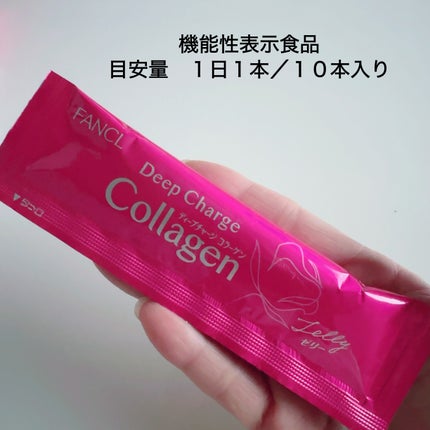 機能性表示食品
目安量　１日１本／１０本入り
FANCL
Deep Charge
ディープチャージ コラーゲン
Collagen
Jelly
ゼリー